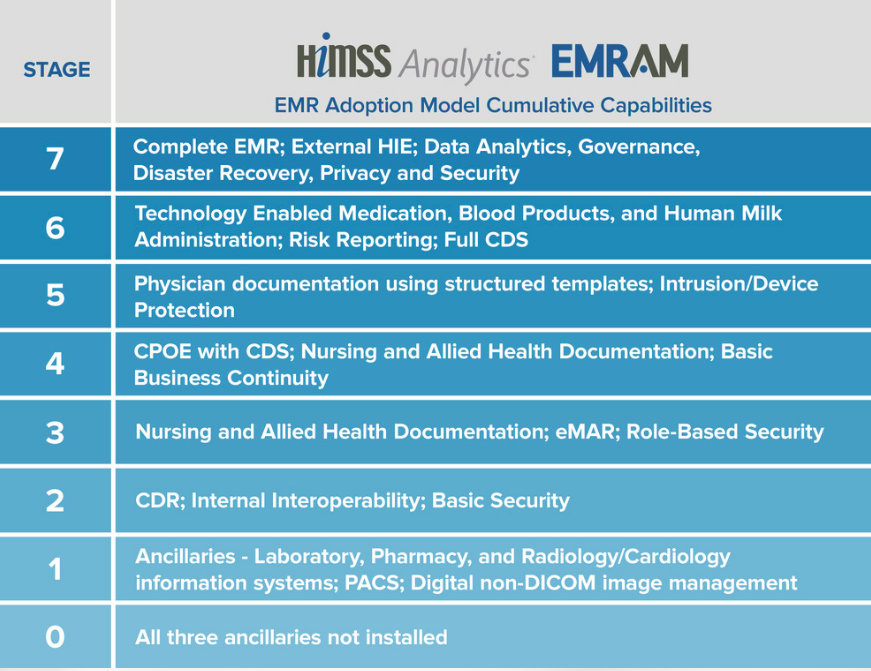 STAGE
HiMSS Analytics EMRAM
EMR Adoption Model Cumulative Capabilities
7
Complete EMR; External HIE; Data Analytics, Governance,
Disaster Recovery, Privacy and Security
6
Technology Enabled Medication, Blood Products, and Human Milk
Administration; Risk Reporting; Full CDS
5
Physician documentation using structured templates; Intrusion/Device
Protection
4
CPOE with CDS; Nursing and Allied Health Documentation; Basic
Business Continuity
3
Nursing and Allied Health Documentation; eMAR; Role-Based Security
2
CDR; Internal Interoperability; Basic Security
1
Ancillaries - Laboratory, Pharmacy, and Radiology/Cardiology
information systems; PACS; Digital non-DICOM image management
0
All three ancillaries not installed